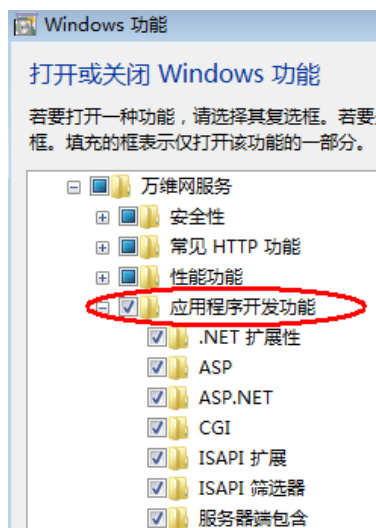 Windows 功能
打开或关闭 Windows 功能
若要打开一种功能，请选择其复选框。若要
框。填充的框表示仅打开该功能的一部分。
万维网服务
安全性
常见 HTTP 功能
性能功能
应用程序开发功能
.NET 扩展性
ASP
ASP.NET
CGI
ISAPI 扩展
ISAPI 筛选器
服务器端包含